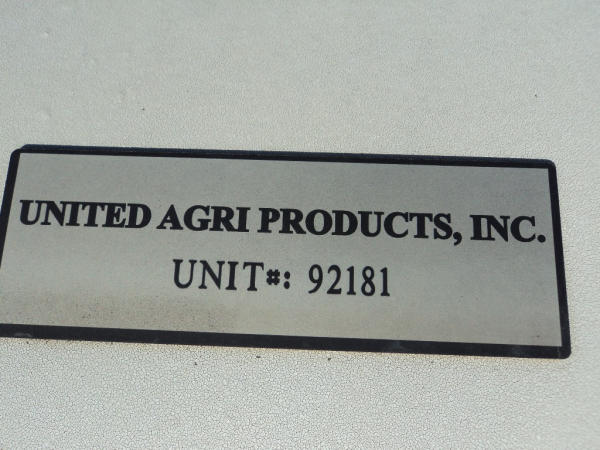 UNITED AGRI PRODUCTS, INC.
UNIT#: 92181